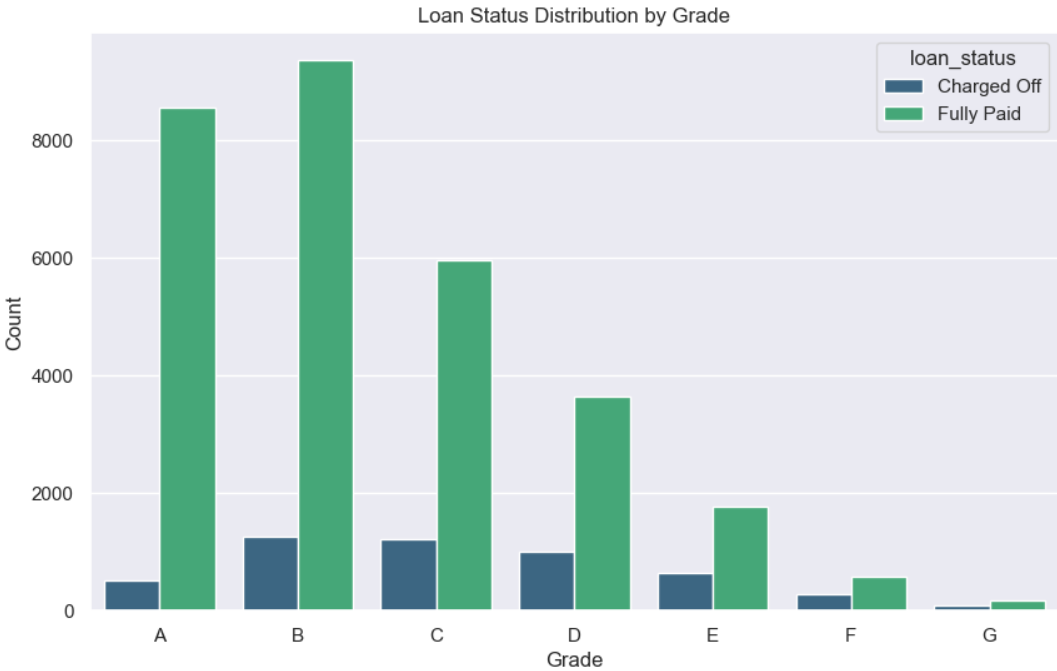 Loan Status Distribution by Grade
loan_status
Charged Off
Fully Paid
8000
6000
4000
2000
0
Count
A B C D E F G
Grade